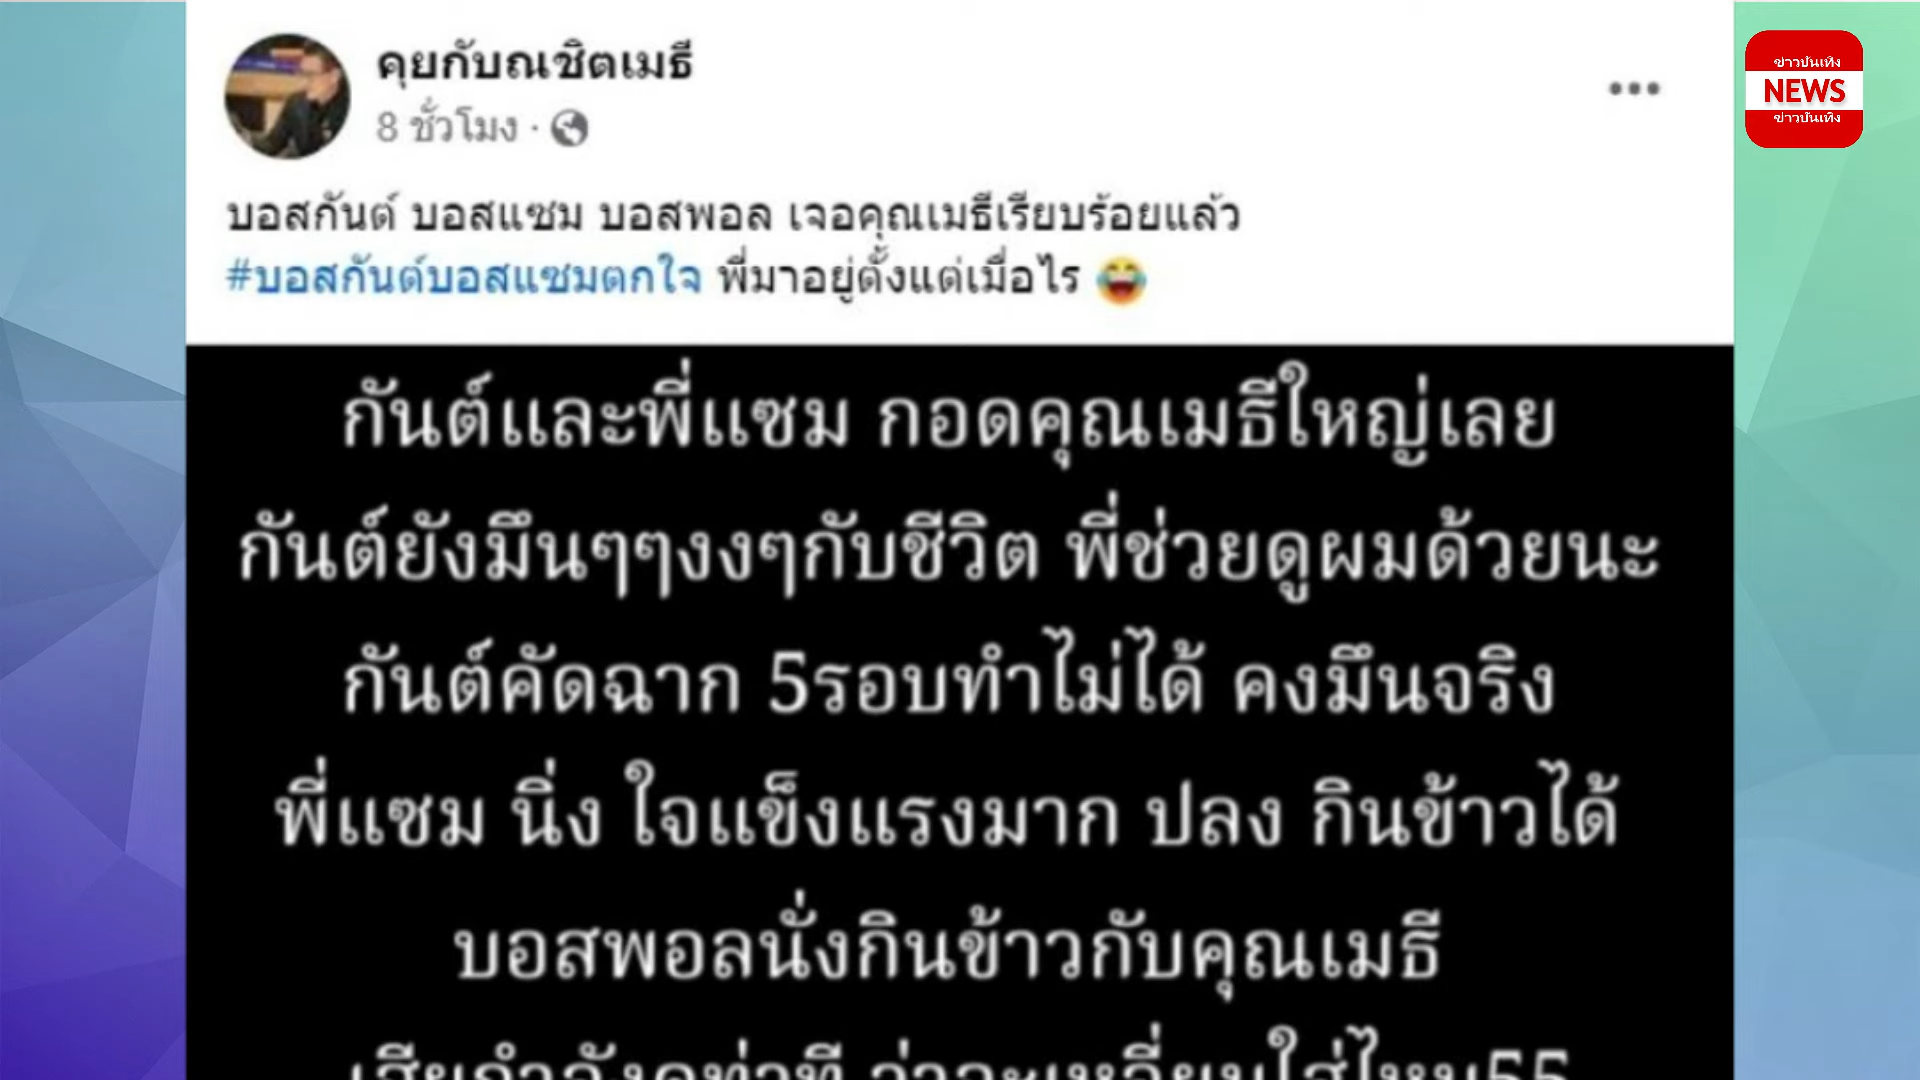 คุยกับณชิตเมธี
8 ชั่วโมง ·
ข่าวบันเทิง
NEWS
ข่าวบันเทิง
บอสกันต์ บอสแซม บอสพอล เจอคุณเมธีเรียบร้อยแล้ว
#บอสกันต์บอสแซมตกใจ พี่มาอยู่ตั้งแต่เมื่อไร 😂
กันต์และพี่แซม กอดคุณเมธีใหญ่เลย
กันต์ยังมึนๆๆงงๆกับชีวิต พี่ช่วยดูผมด้วยนะ
กันต์คัดฉาก 5รอบทำไม่ได้ คงมึนจริง
พี่แซม นิ่ง ใจแข็งแรงมาก ปลง กินข้าวได้
บอสพอลนั่งกินข้าวกับคุณเมธี